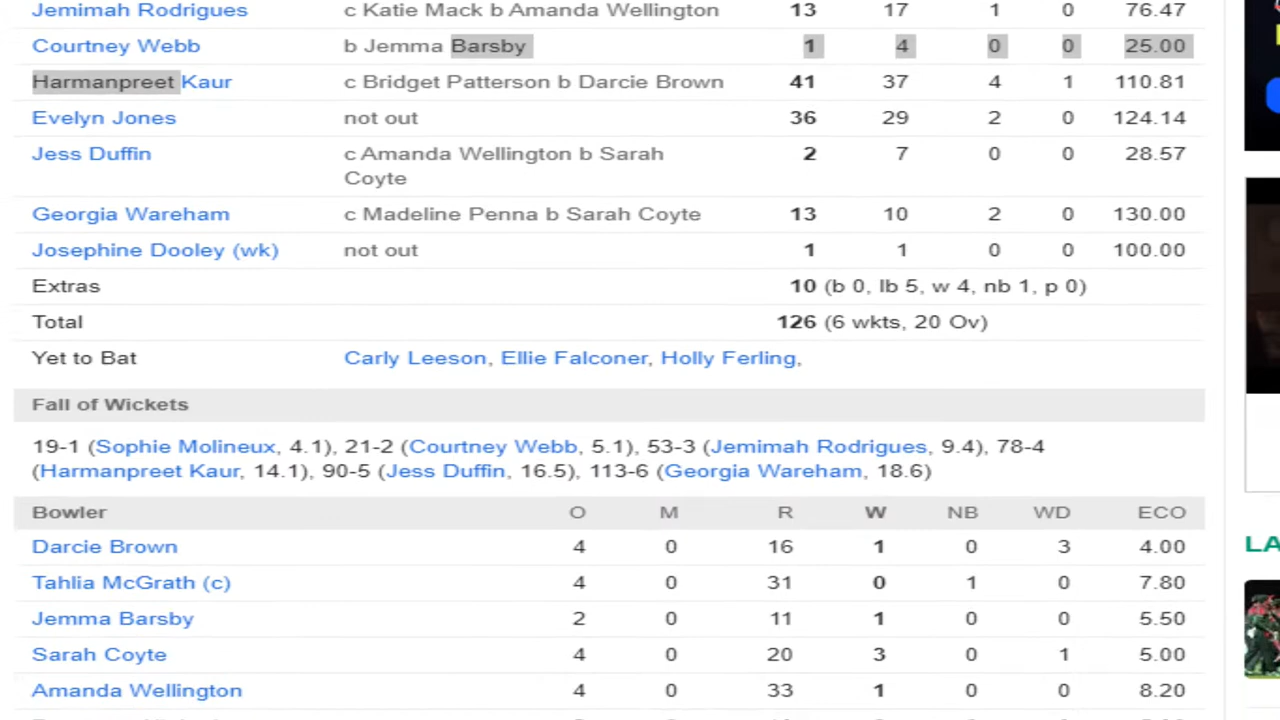 Jemimah Rodrigues c Katie Mack b Amanda Wellington 13 17 1 0 76.47
Courtney Webb b Jemma Barsby 1 4 0 0 25.00
Harmanpreet Kaur c Bridget Patterson b Darcie Brown 41 37 4 1 110.81
Evelyn Jones not out 36 29 2 0 124.14
Jess Duffin c Amanda Wellington b Sarah 2 7 0 0 28.57
Coyte
Georgia Wareham c Madeline Penna b Sarah Coyte 13 10 2 0 130.00
Josephine Dooley (wk) not out 1 1 0 0 100.00
Extras 10 (b 0, lb 5, w 4, nb 1, p 0)
Total 126 (6 wkts, 20 Ov)
Yet to Bat Carly Leeson, Ellie Falconer, Holly Ferling,
Fall of Wickets
19-1 (Sophie Molineux, 4.1), 21-2 (Courtney Webb, 5.1), 53-3 (Jemimah Rodrigues, 9.4), 78-4
(Harmanpreet Kaur, 14.1), 90-5 (Jess Duffin, 16.5), 113-6 (Georgia Wareham, 18.6)
Bowler O M R W NB WD ECO
Darcie Brown 4 0 16 1 0 3 4.00
Tahlia McGrath (c) 4 0 31 0 1 0 7.80
Jemma Barsby 2 0 11 1 0 0 5.50
Sarah Coyte 4 0 20 3 0 1 5.00
Amanda Wellington 4 0 33 1 0 0 8.20
LA